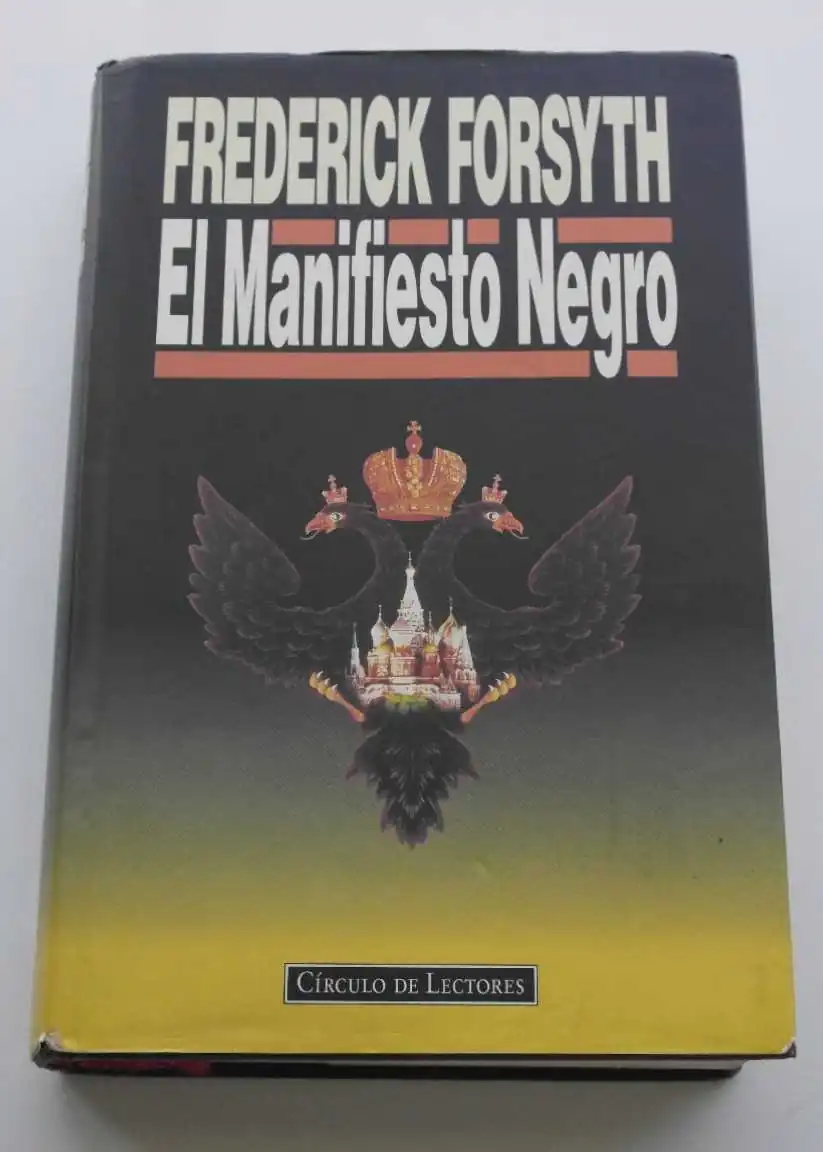 FREDERICK FORSYTH
El Manifiesto Negro
CÍRCULO DE LECTORES